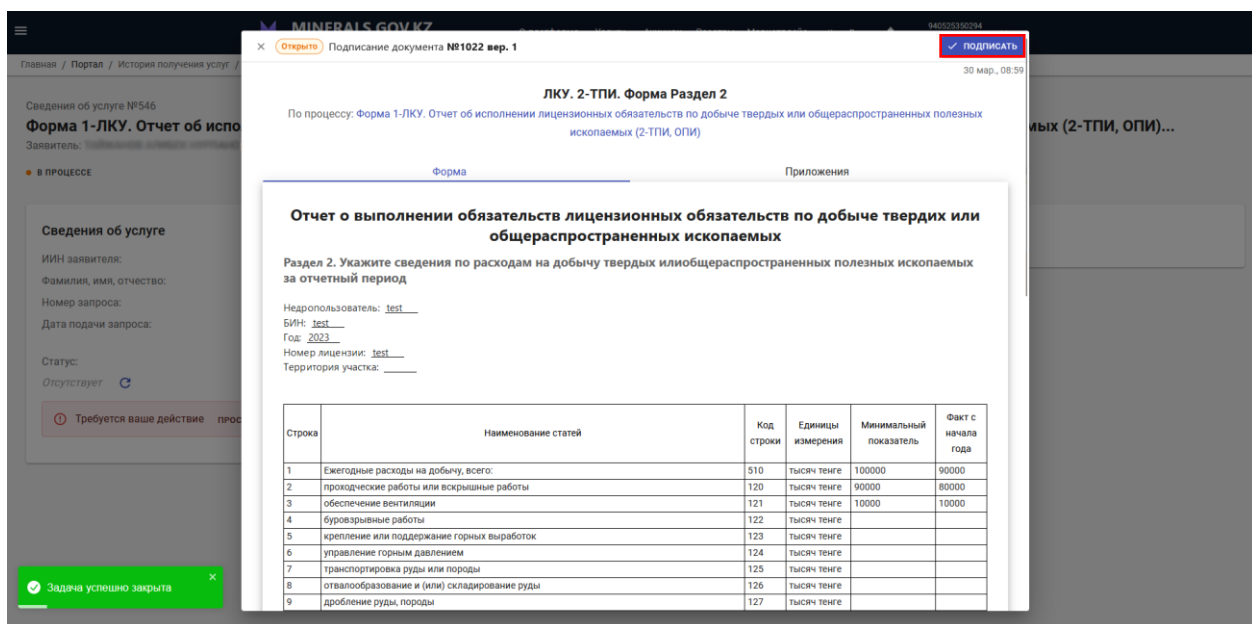 MINERALS.GOV.KZ
940525350294
× Открыто Подписание документа №1022 вер. 1
ПОДПИСАТЬ
Главная / Портал / История получения услуг /
30 мар., 08:59
ЛКУ. 2-ТПИ. Форма Раздел 2
По процессу: Форма 1-ЛКУ. Отчет об исполнении лицензионных обязательств по добыче твердых или общераспространенных полезных
ископаемых (2-ТПИ, ОПИ)
Сведения об услуге №546
Форма 1-ЛКУ. Отчет об испо
мых (2-ТПИ, ОПИ)...
Заявитель:
В ПРОЦЕССЕ
Форма Приложения
Отчет о выполнении обязательств лицензионных обязательств по добыче твердих или
общераспространенных ископаемых
Раздел 2. Укажите сведения по расходам на добычу твердых илиобщераспространенных полезных ископаемых
за отчетный период
Недропользователь: test
БИН: test
Год: 2023
Номер лицензии: test
Территория участка:
Сведения об услуге
ИИН заявителя:
Фамилия, имя, отчество:
Номер запроса:
Дата подачи запроса:
Статус:
Отсутствует
Требуется ваше действие ПРОС
Строка Наименование статей Код строки Единицы измерения Минимальный показатель Факт с начала года
1 Ежегодные расходы на добычу, всего: 510 тысяч тенге 100000 90000
2 проходческие работы или вскрышные работы 120 тысяч тенге 90000 80000
3 обеспечение вентиляции 121 тысяч тенге 10000 10000
4 буровзрывные работы 122 тысяч тенге
5 крепление или поддержание горных выработок 123 тысяч тенге
6 управление горным давлением 124 тысяч тенге
7 транспортировка руды или породы 125 тысяч тенге
8 отвалообразование и (или) складирование руды 126 тысяч тенге
9 дробление руды, породы 127 тысяч тенге
Задача успешно закрыта ×